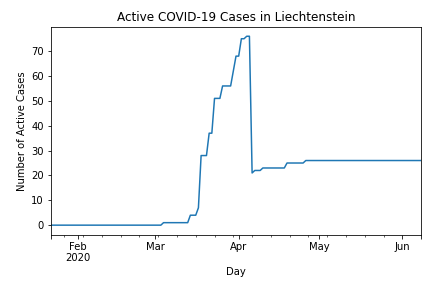 Active COVID-19 Cases in Liechtenstein
Number of Active Cases
70
60
50
40
30
20
10
0
Feb Mar Apr May Jun
2020
Day